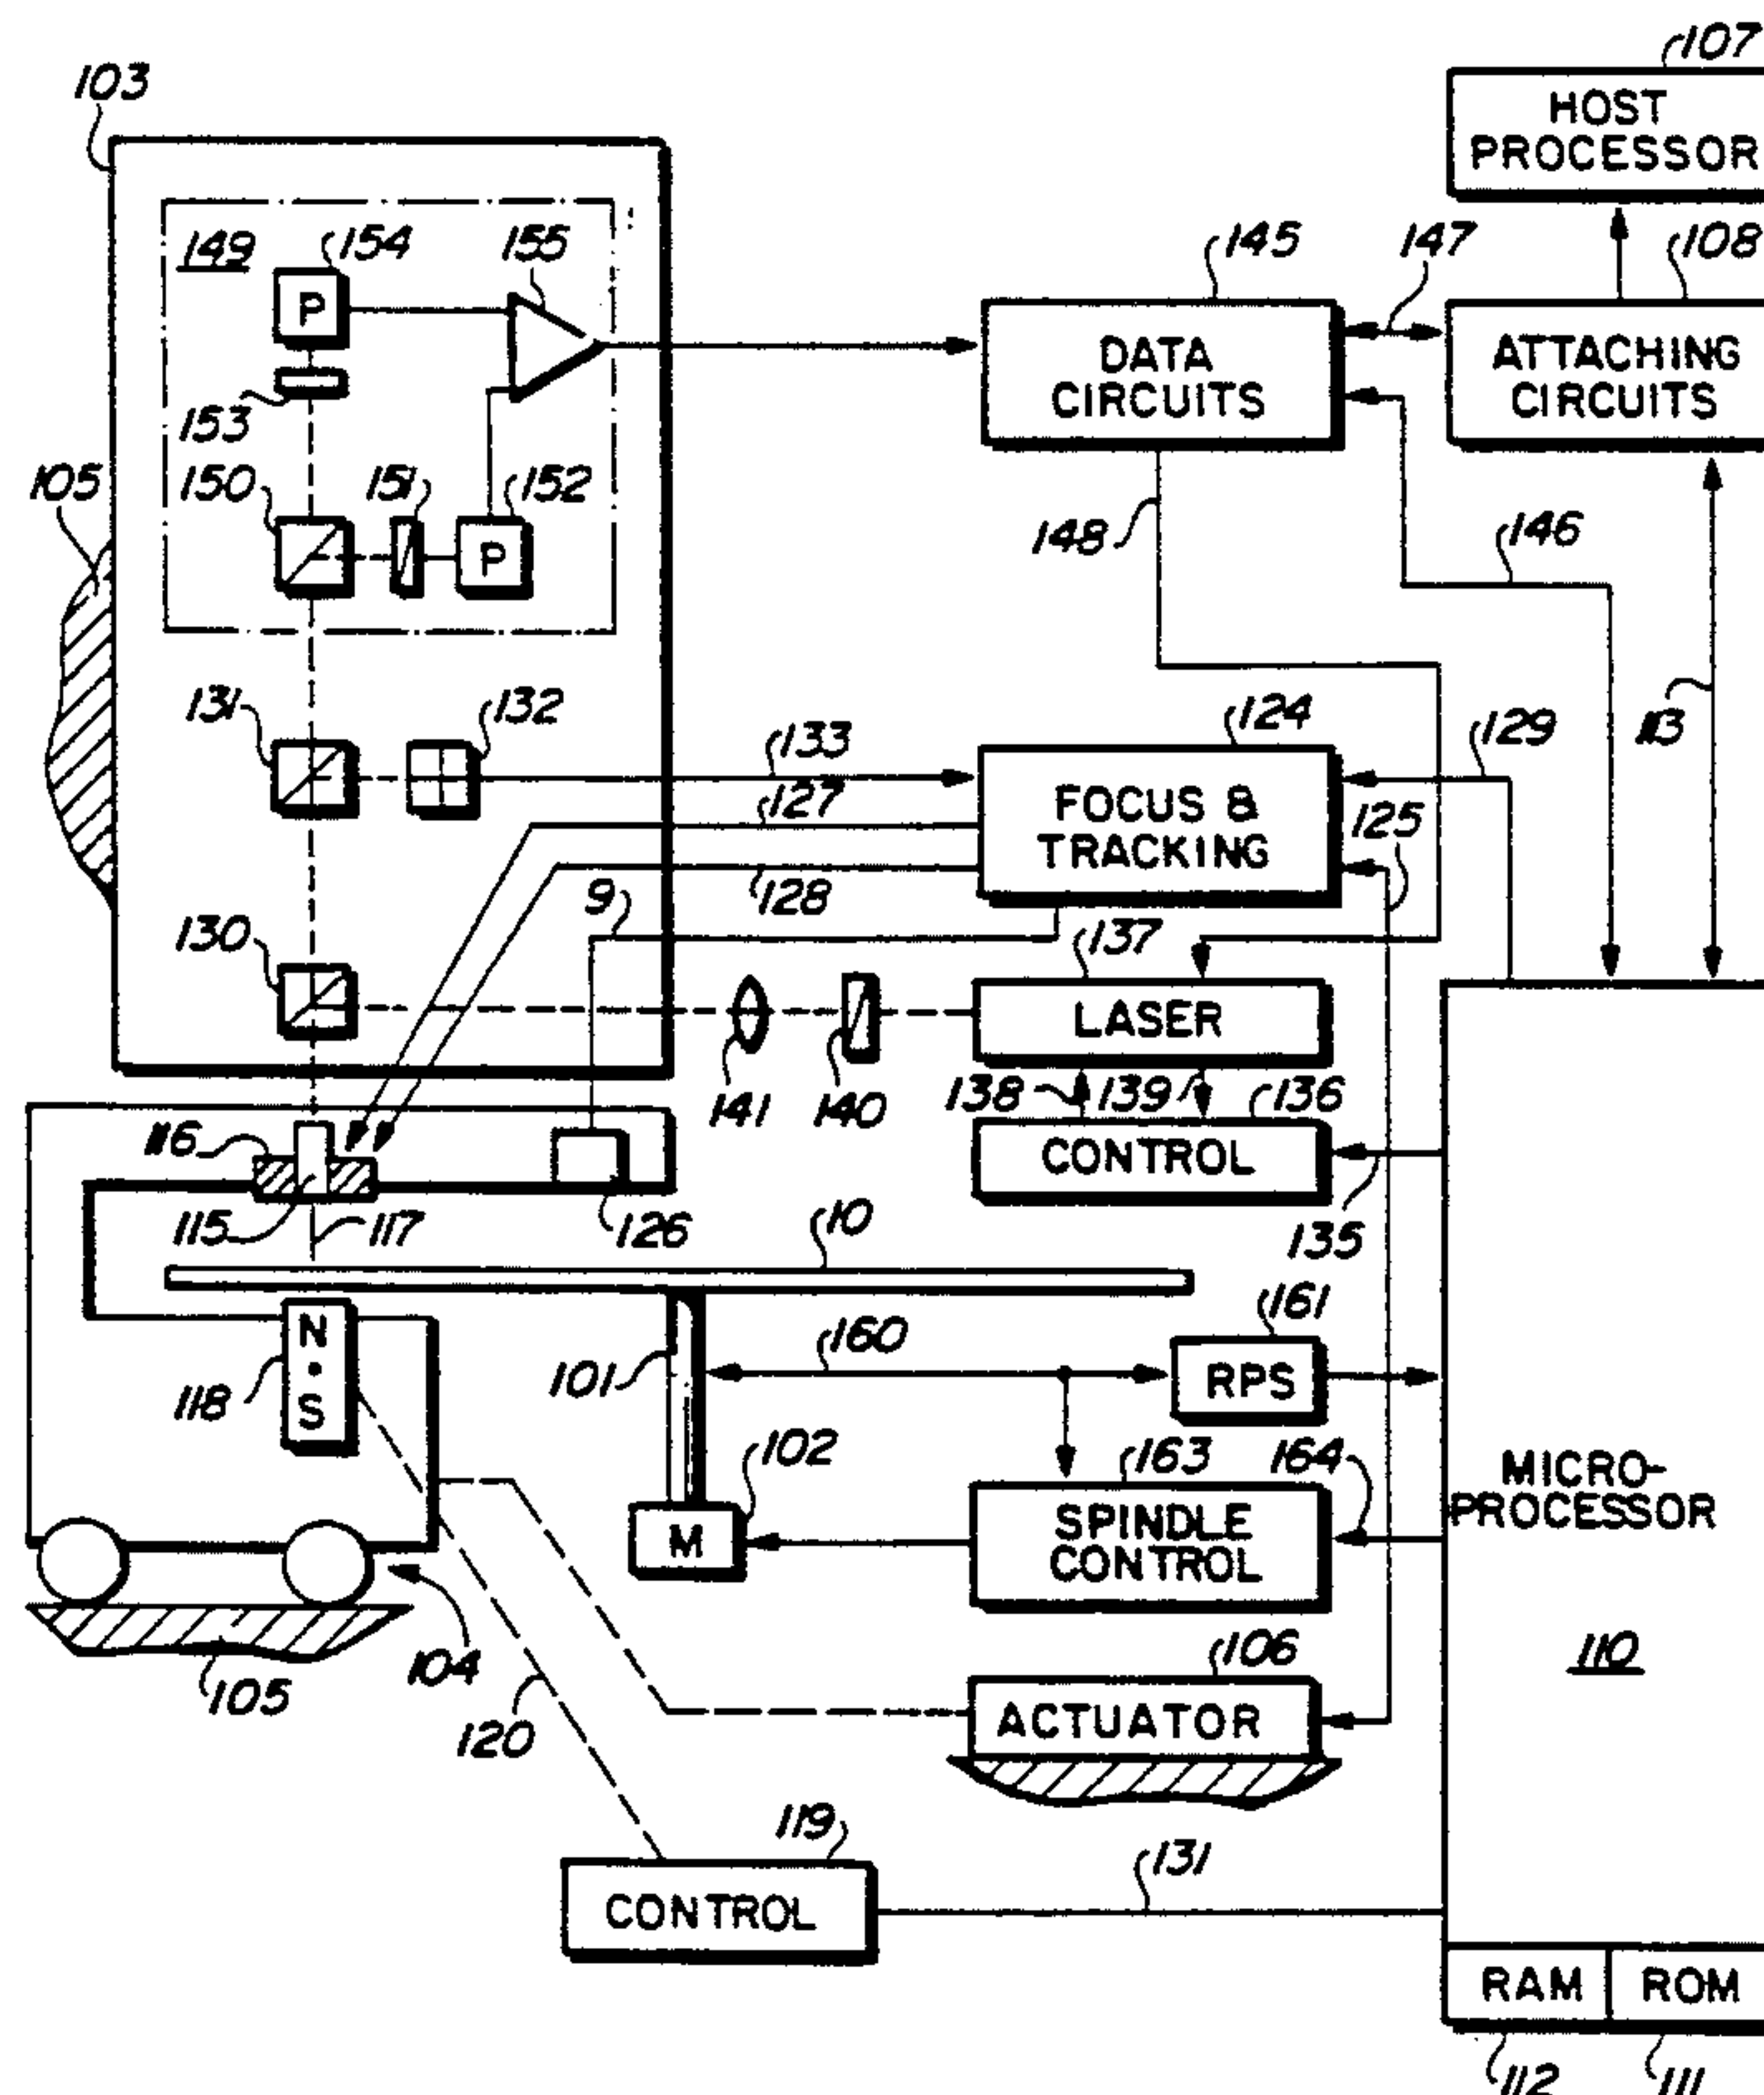 107
HOST
PROCESSOR
103
149
154
155
P
153
145
147
108
DATA
CIRCUITS
ATTACHING
CIRCUITS
105
150
151
152
P
148
146
113
131
132
133
127
128
124
129
125
FOCUS &
TRACKING
9
130
137
LASER
141
140
138
139
136
CONTROL
135
116
115
117
126
10
N
S
118
101
160
161
RPS
102
M
163
164
SPINDLE
CONTROL
MICRO-
PROCESSOR
110
104
105
120
106
ACTUATOR
119
CONTROL
131
RAM
ROM
112
111